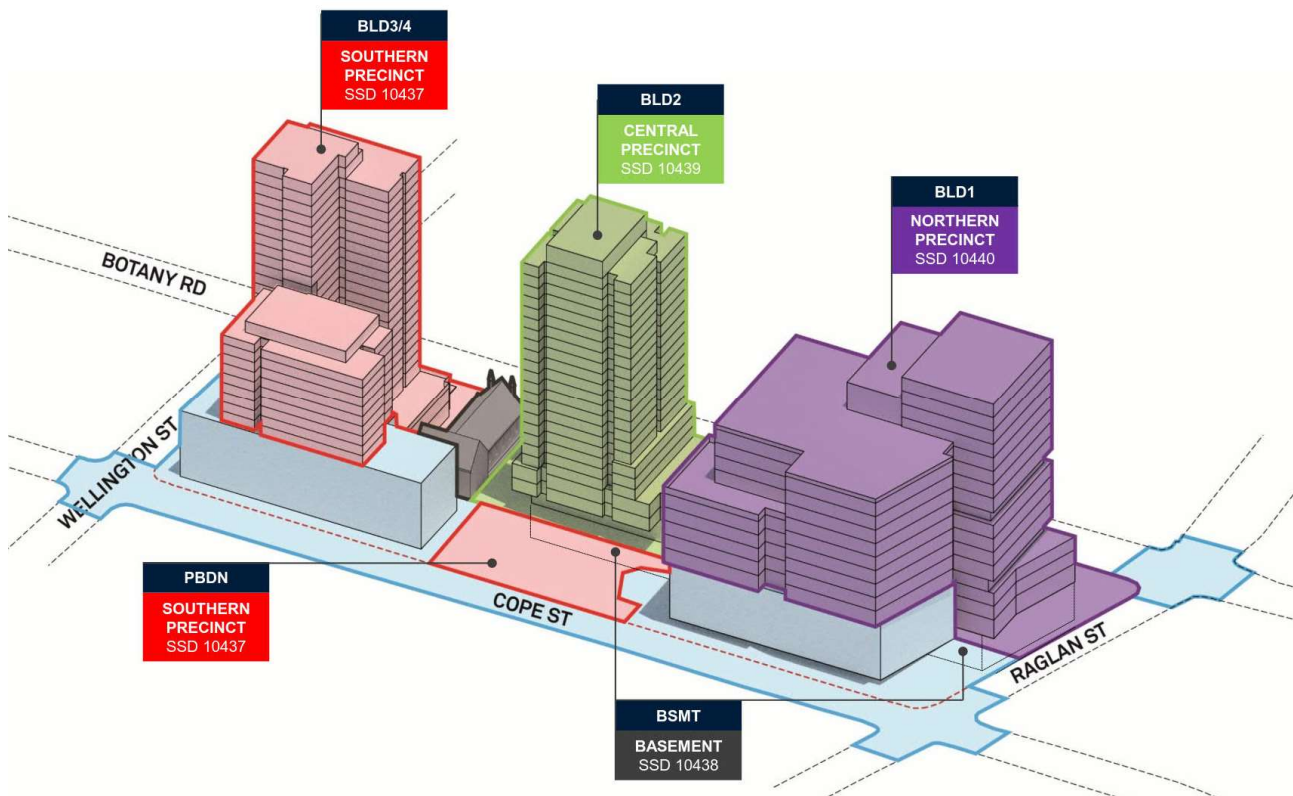 BLD3/4
SOUTHERN
PRECINCT
SSD 10437
BLD2
CENTRAL
PRECINCT
SSD 10439
BLD1
NORTHERN
PRECINCT
SSD 10440
BOTANY RD
WELLINGTON ST
PBDN
SOUTHERN
PRECINCT
SSD 10437
COPE ST
RAGLAN ST
BSMT
BASEMENT
SSD 10438